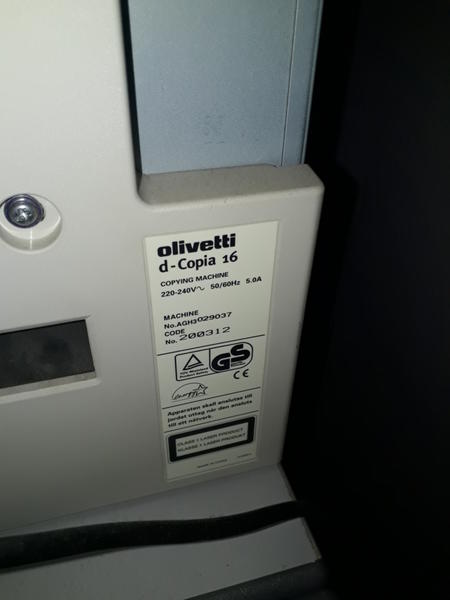 olivetti
d-Copia 16
COPYING MACHINE
220-240V~ 50/60Hz 5.0A
MACHINE
No.AGH3029037
CODE
No. 200312
GS
CE
Apparaten skall anslutas till
jordat uttag när den ansluts
till ett nätverk.
CLASS 1 LASER PRODUCT
KLASSE 1 LASER PRODUKT